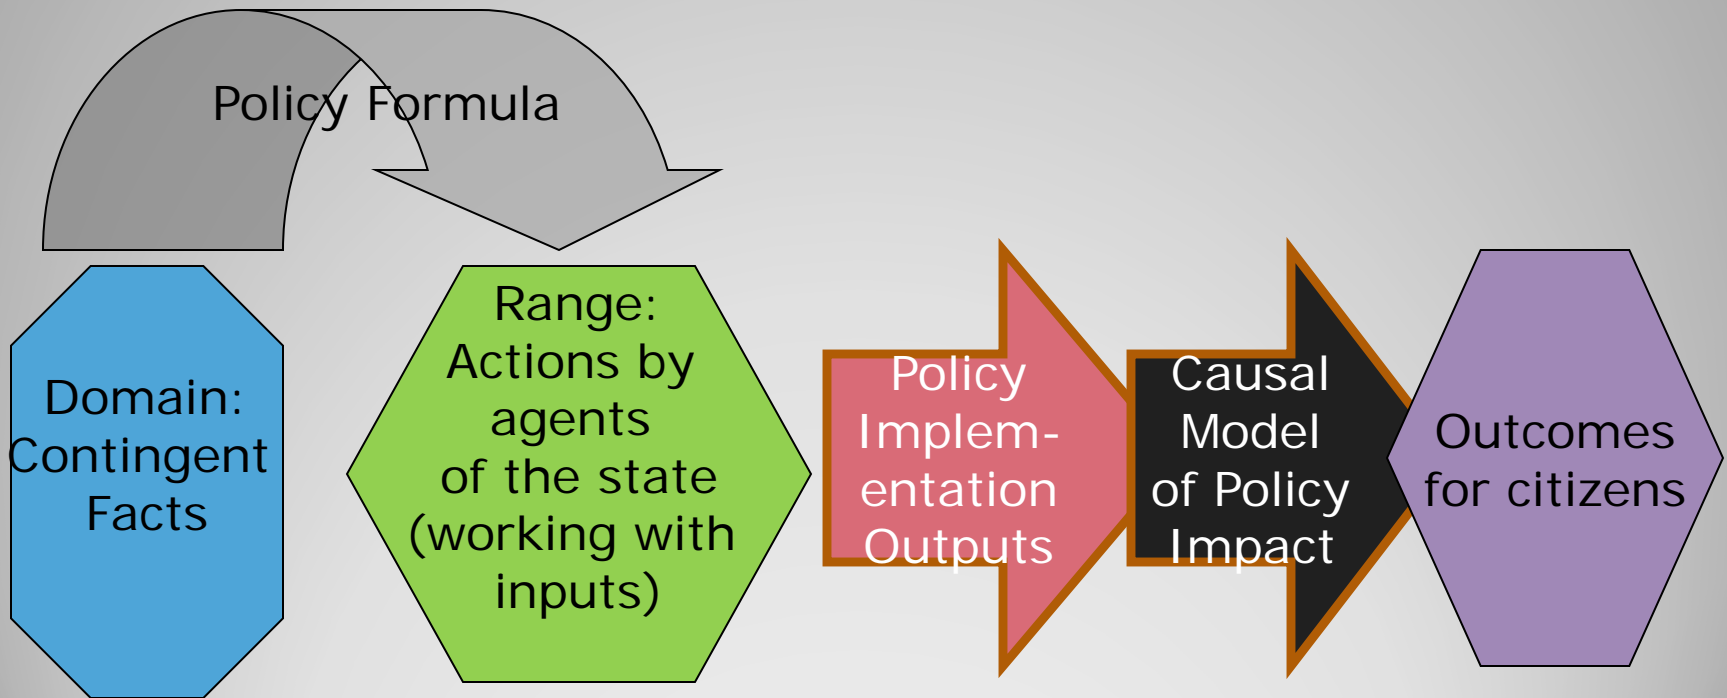 Policy Formula
Domain:
Contingent
Facts
Range:
Actions by
agents
of the state
(working with
inputs)
Policy
Implem-
entation
Outputs
Causal
Model
of Policy
Impact
Outcomes
for citizens